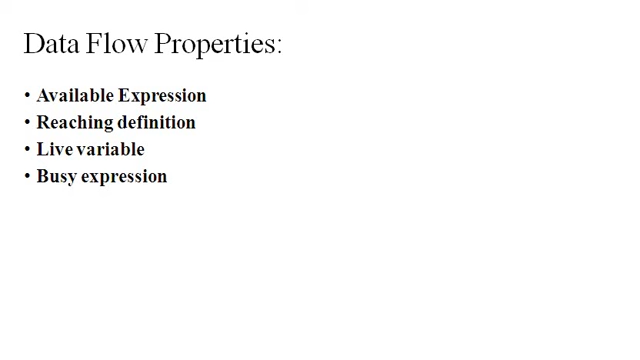 Data Flow Properties:
• Available Expression
• Reaching definition
• Live variable
• Busy expression